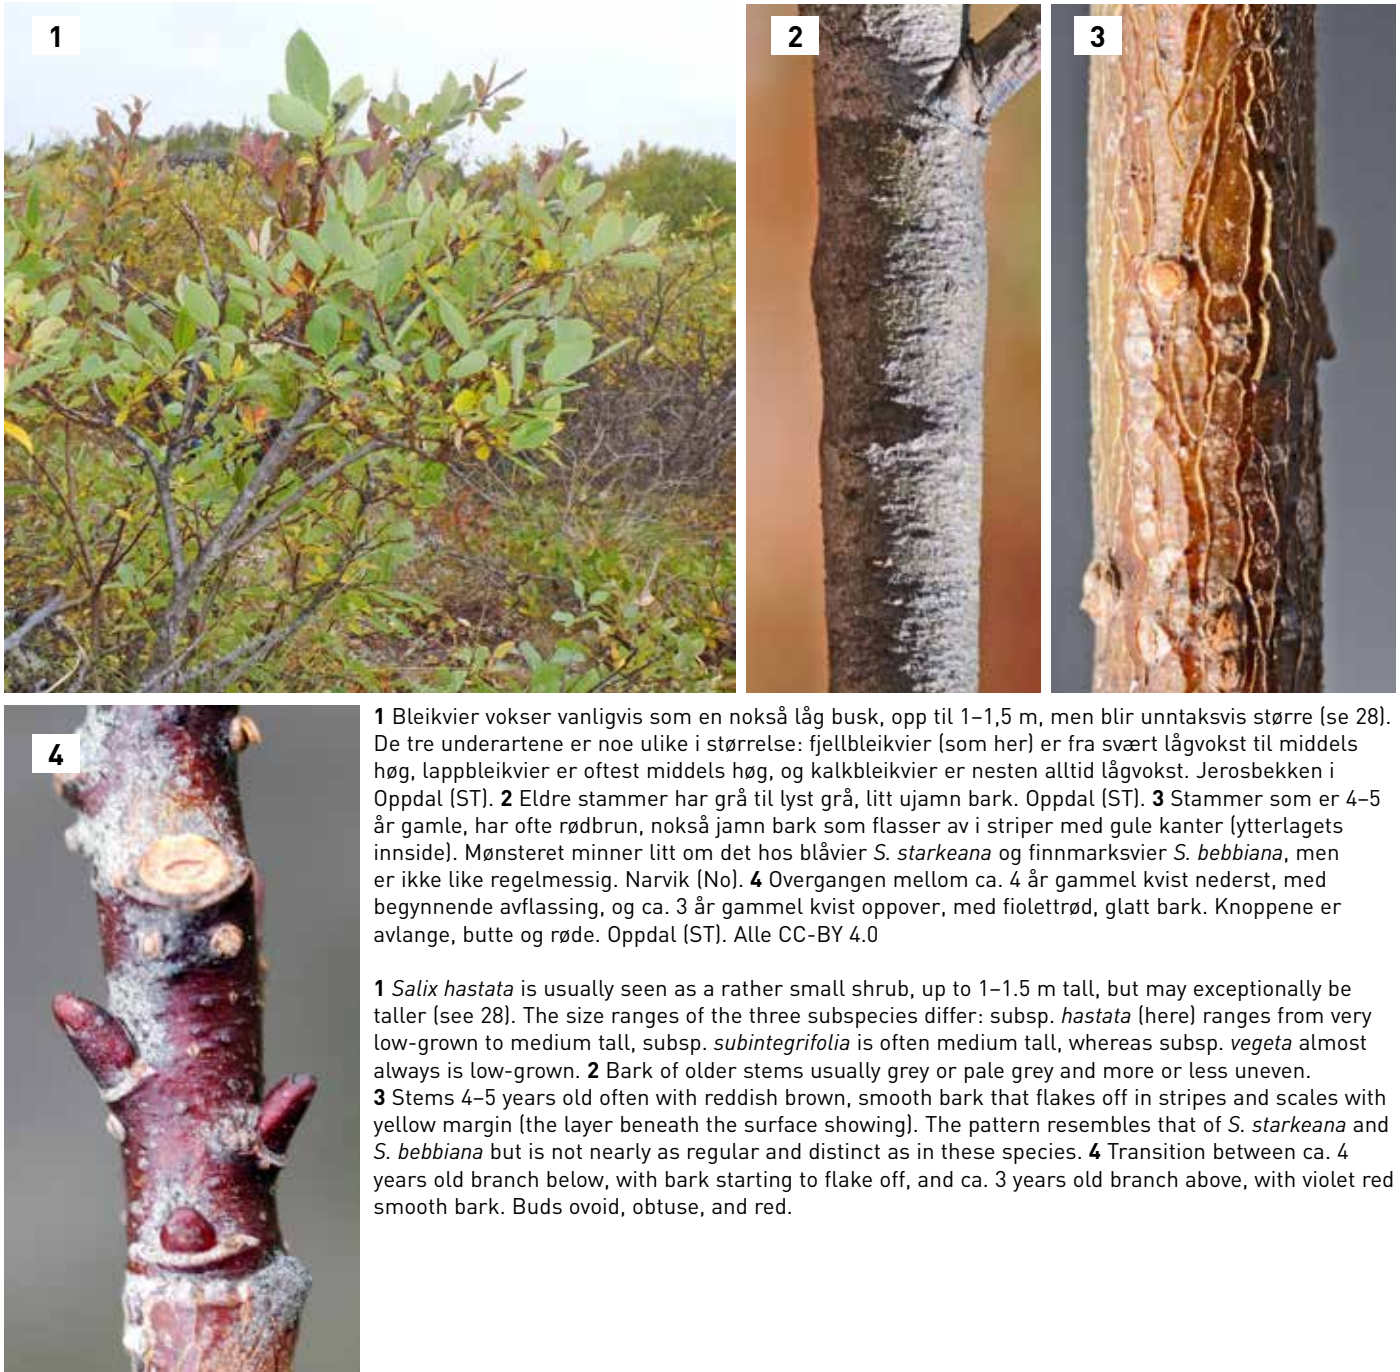 1
2
3
4
1 Bleikvier vokser vanligvis som en nokså låg busk, opp til 1–1,5 m, men blir unntaksvis større (se 28).
De tre underartene er noe ulike i størrelse: fjellbleikvier (som her) er fra svært lågvokst til middels
høg, lappbleikvier er oftest middels høg, og kalkbleikvier er nesten alltid lågvokst. Jerosbekken i
Oppdal (ST). 2 Eldre stammer har grå til lyst grå, litt ujamn bark. Oppdal (ST). 3 Stammer som er 4–5
år gamle, har ofte rødbrun, nokså jamn bark som flasser av i striper med gule kanter (ytterlagets
innside). Mønsteret minner litt om det hos blåvier S. starkeana og finnmarksvier S. bebbiana, men
er ikke like regelmessig. Narvik (No). 4 Overgangen mellom ca. 4 år gammel kvist nederst, med
begynnende avflassing, og ca. 3 år gammel kvist oppover, med fiolettrød, glatt bark. Knoppene er
avlange, butte og røde. Oppdal (ST). Alle CC-BY 4.0
1 Salix hastata is usually seen as a rather small shrub, up to 1–1.5 m tall, but may exceptionally be
taller (see 28). The size ranges of the three subspecies differ: subsp. hastata (here) ranges from very
low-grown to medium tall, subsp. subintegrifolia is often medium tall, whereas subsp. vegeta almost
always is low-grown. 2 Bark of older stems usually grey or pale grey and more or less uneven.
3 Stems 4–5 years old often with reddish brown, smooth bark that flakes off in stripes and scales with
yellow margin (the layer beneath the surface showing). The pattern resembles that of S. starkeana and
S. bebbiana but is not nearly as regular and distinct as in these species. 4 Transition between ca. 4
years old branch below, with bark starting to flake off, and ca. 3 years old branch above, with violet red
smooth bark. Buds ovoid, obtuse, and red.